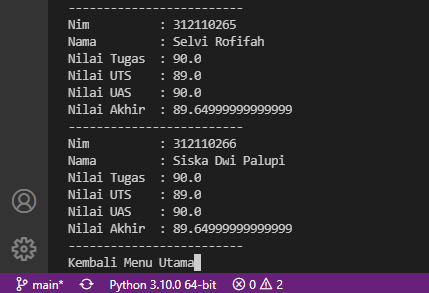 -------------------------
Nim          : 312110265
Nama         : Selvi Rofifah
Nilai Tugas  : 90.0
Nilai UTS    : 89.0
Nilai UAS    : 90.0
Nilai Akhir  : 89.64999999999999
-------------------------
Nim          : 312110266
Nama         : Siska Dwi Palupi
Nilai Tugas  : 90.0
Nilai UTS    : 89.0
Nilai UAS    : 90.0
Nilai Akhir  : 89.64999999999999
-------------------------
Kembali Menu Utama
main* Python 3.10.0 64-bit 0 2